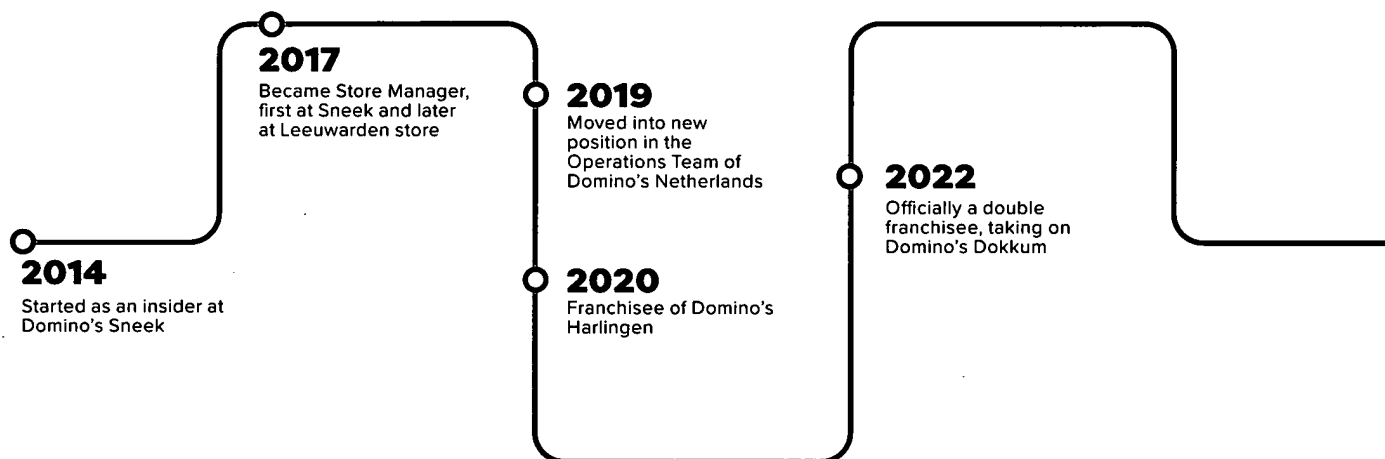 2014
Started as an insider at
Domino's Sneek
2017
Became Store Manager,
first at Sneek and later
at Leeuwarden store
2019
Moved into new
position in the
Operations Team of
Domino's Netherlands
2020
Franchisee of Domino's
Harlingen
2022
Officially a double
franchisee, taking on
Domino's Dokkum